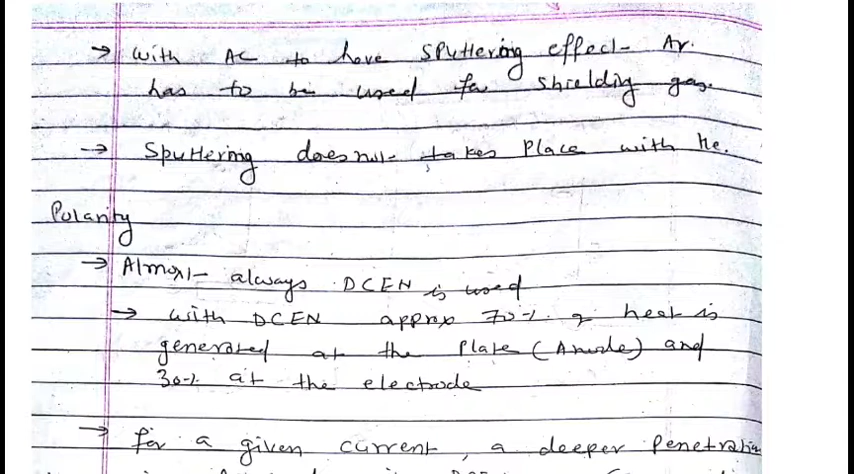 → with AC to have sputtering effect Ar.
has to be used for shielding gas.
→ Sputtering does not takes place with He.
Polarity
→ Almost always DCEN is used
→ with DCEN approx 70% of heat is
generated at the plate (Anode) and
30% at the electrode
→ for a given current, a deeper penetration